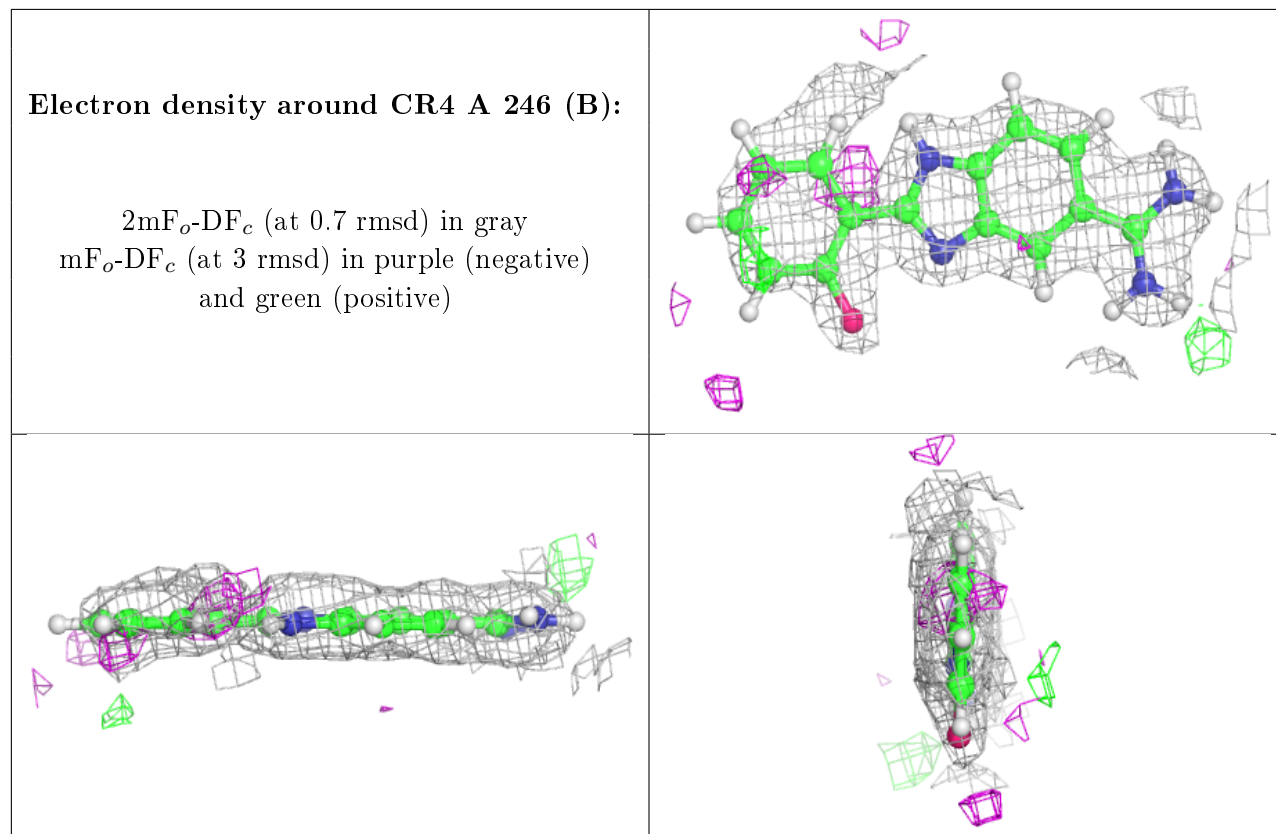 Electron density around CR4 A 246 (B):
2mFo-DFc (at 0.7 rmsd) in gray
mFo-DFc (at 3 rmsd) in purple (negative)
and green (positive)